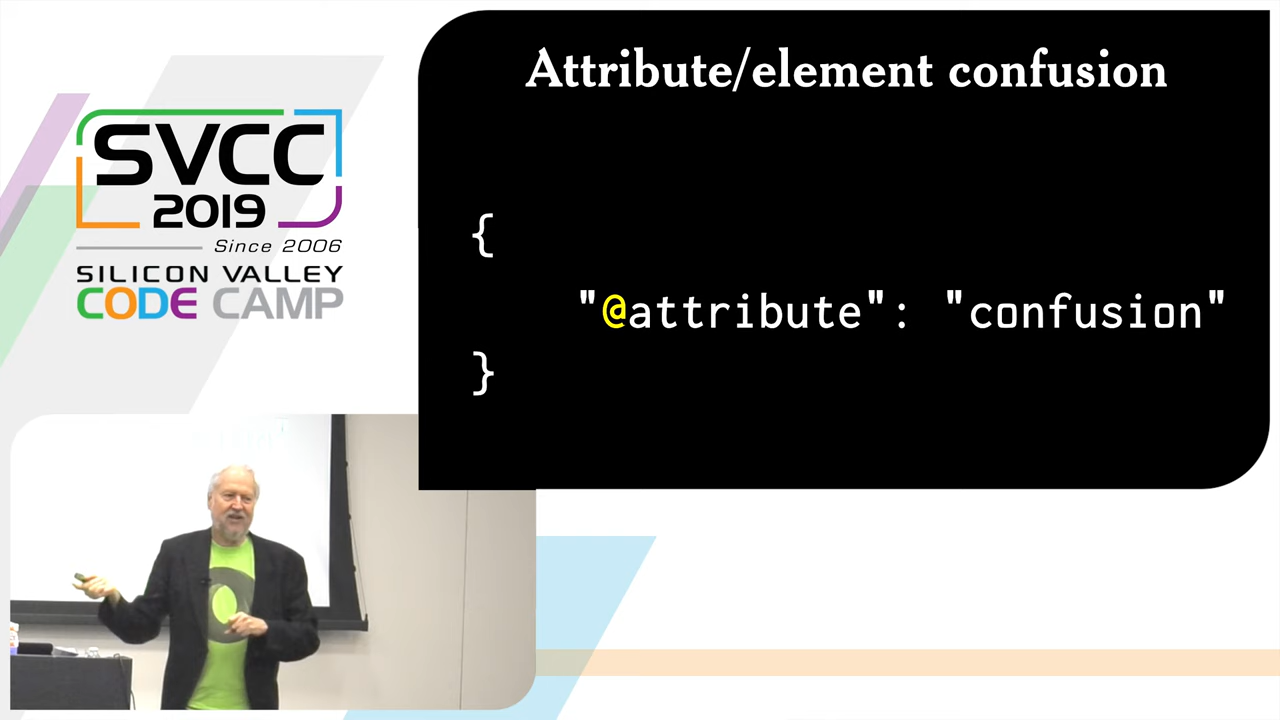 SVCC
2019
Since 2006
SILICON VALLEY
CODE CAMP
Attribute/element confusion
{
"@attribute": "confusion"
}